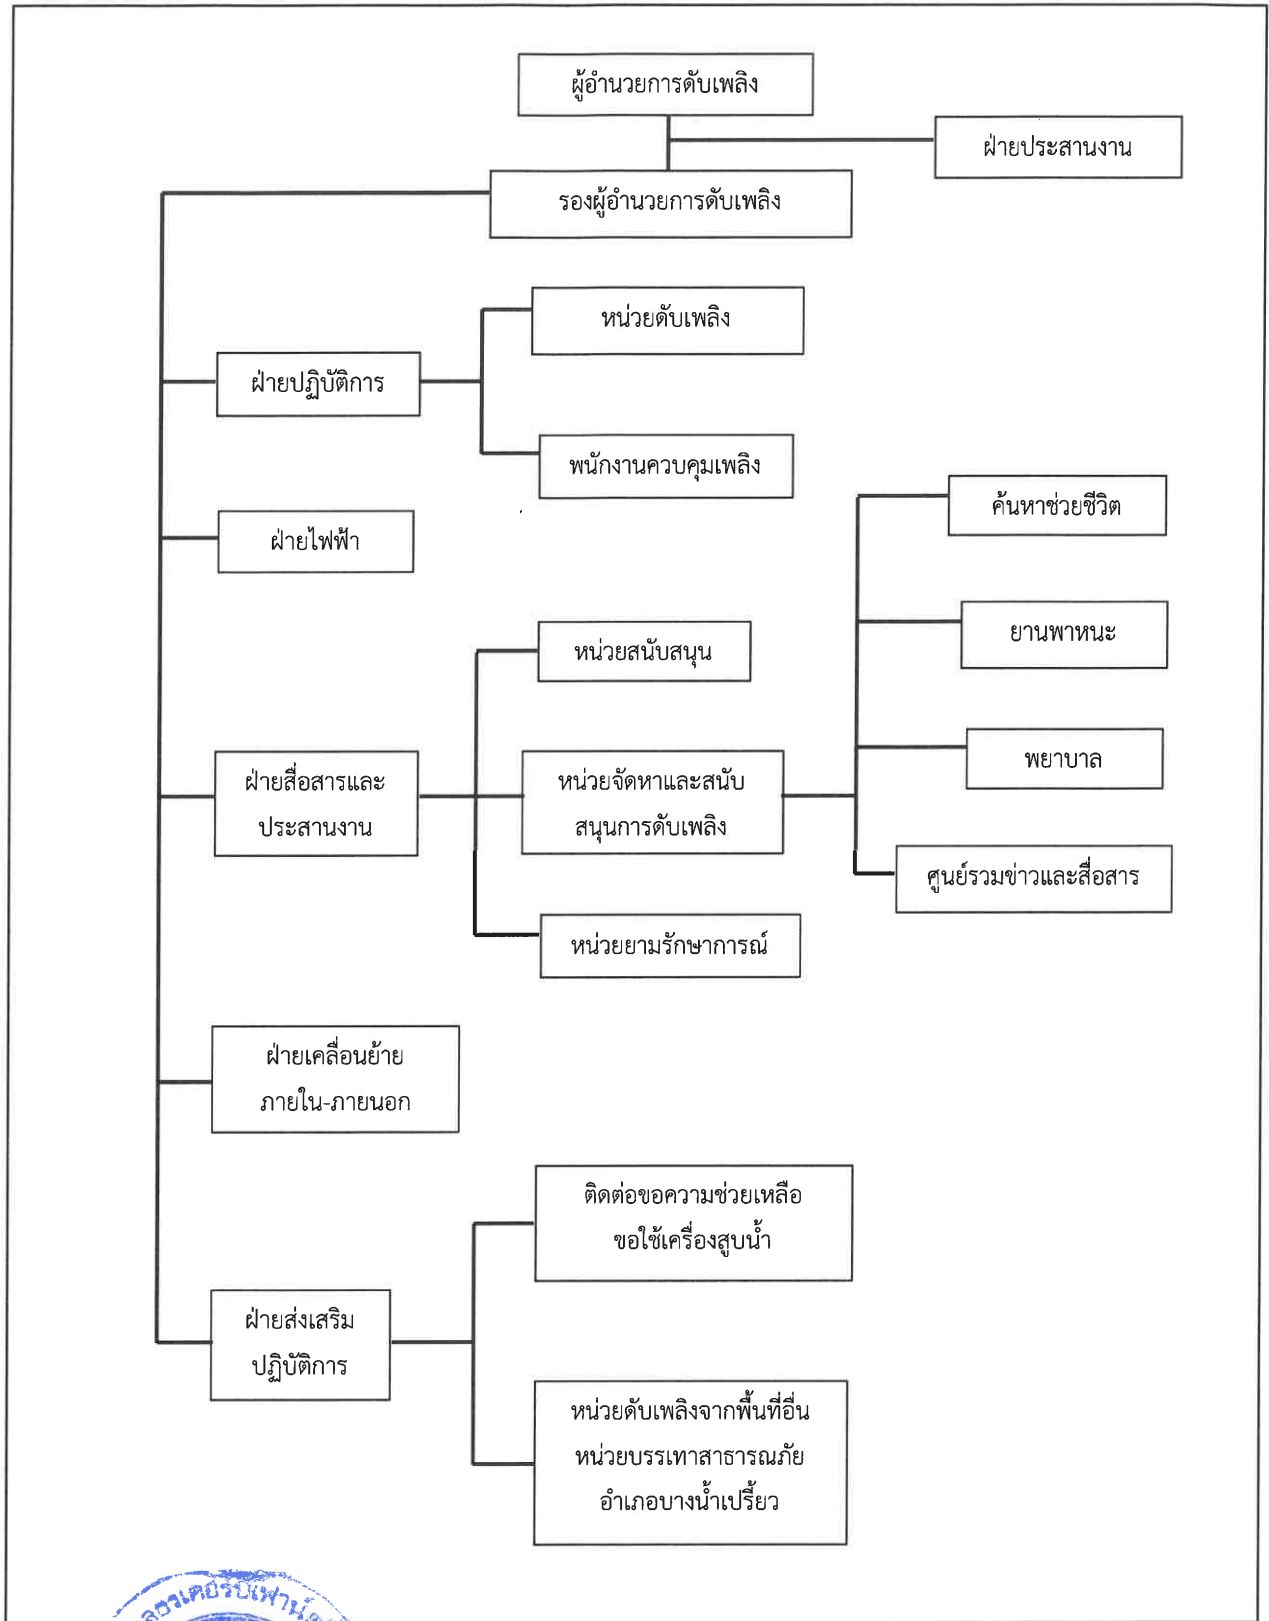 ผู้อำนวยการดับเพลิง
ฝ่ายประสานงาน
รองผู้อำนวยการดับเพลิง
หน่วยดับเพลิง
ฝ่ายปฏิบัติการ
พนักงานควบคุมเพลิง
ค้นหาช่วยชีวิต
ฝ่ายไฟฟ้า
ยานพาหนะ
หน่วยสนับสนุน
พยาบาล
ฝ่ายสื่อสารและ
ประสานงาน
หน่วยจัดหาและสนับ
สนุนการดับเพลิง
ศูนย์รวมข่าวและสื่อสาร
หน่วยยามรักษาการณ์
ฝ่ายเคลื่อนย้าย
ภายใน-ภายนอก
ติดต่อขอความช่วยเหลือ
ขอใช้เครื่องสูบน้ำ
ฝ่ายส่งเสริม
ปฏิบัติการ
หน่วยดับเพลิงจากพื้นที่อื่น
หน่วยบรรเทาสาธารณภัย
อำเภอบางน้ำเปรี้ยว